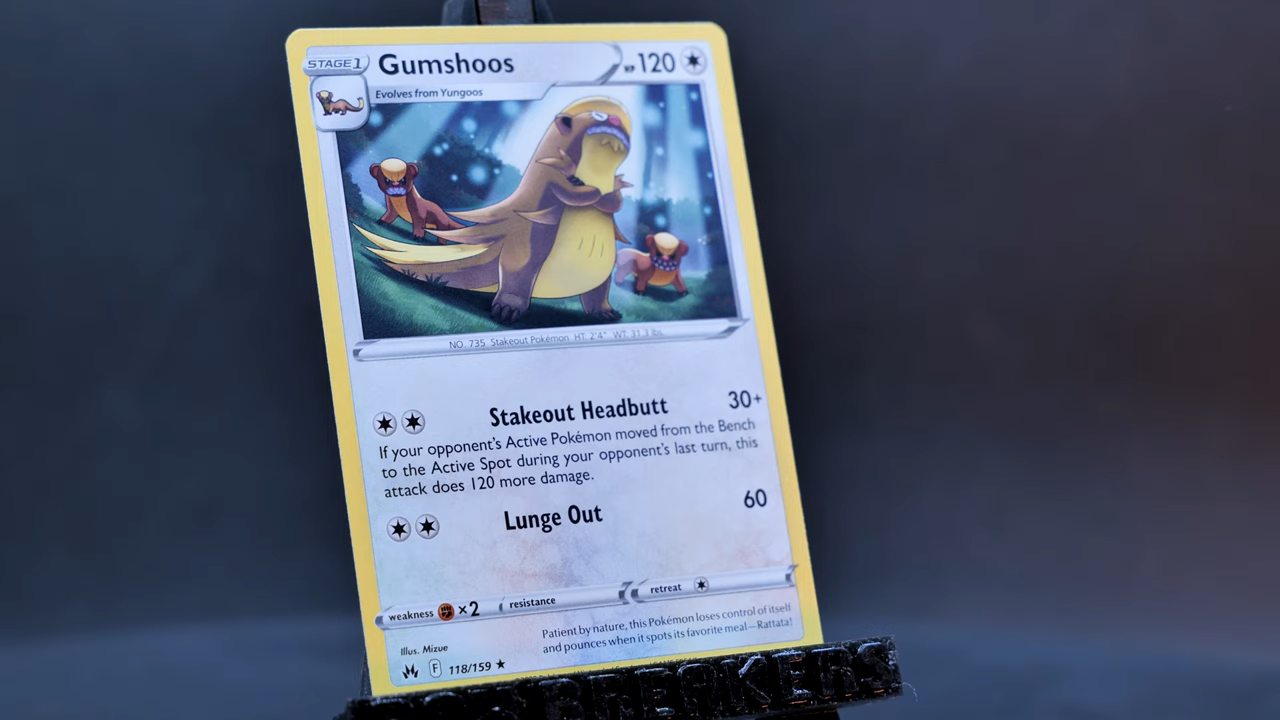 STAGE 1 Gumshoos HP 120
Evolves from Yungoos
NO. 735 Stakeout Pokémon HT: 2'4" WT: 31.3 lbs.
Stakeout Headbutt 30+
If your opponent's Active Pokémon moved from the Bench
to the Active Spot during your opponent's last turn, this
attack does 120 more damage.
Lunge Out 60
weakness ×2 resistance retreat
Patient by nature, this Pokémon loses control of itself
and pounces when it spots its favorite meal—Rattata!
Illus. Mizue
F 118/159
BREAKERS